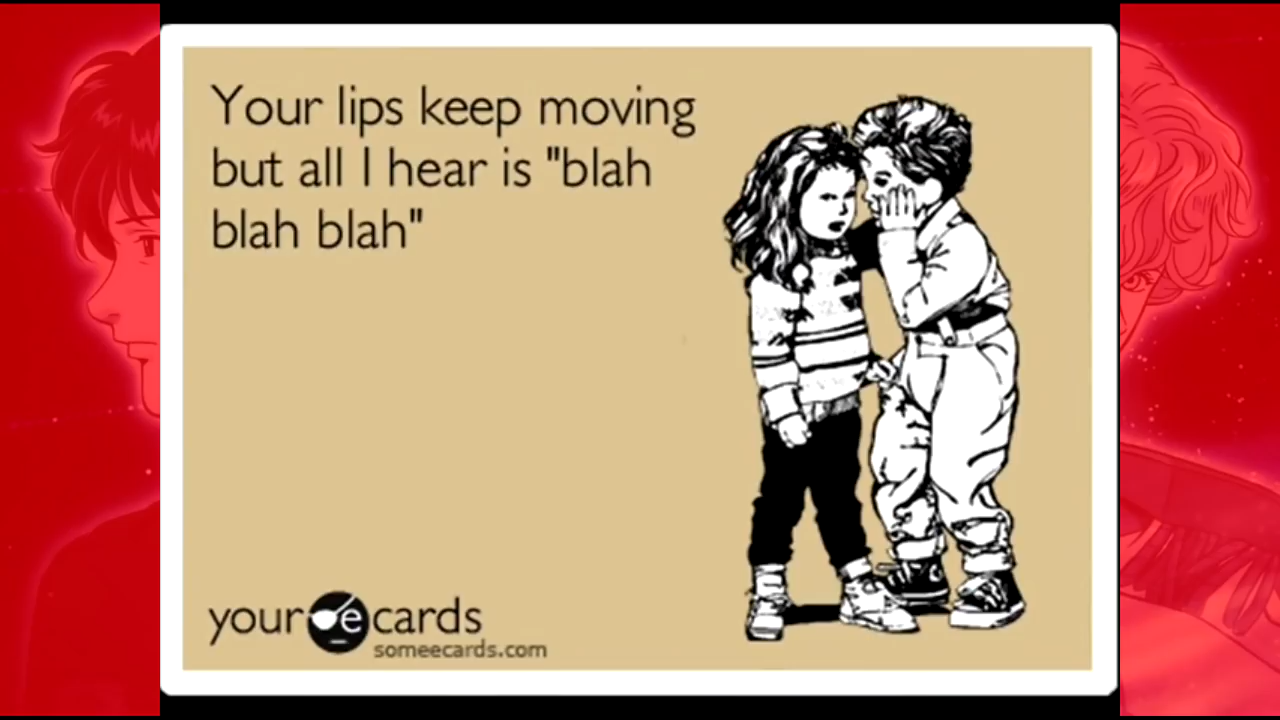 Your lips keep moving
but all I hear is "blah
blah blah"
your e cards
someecards.com